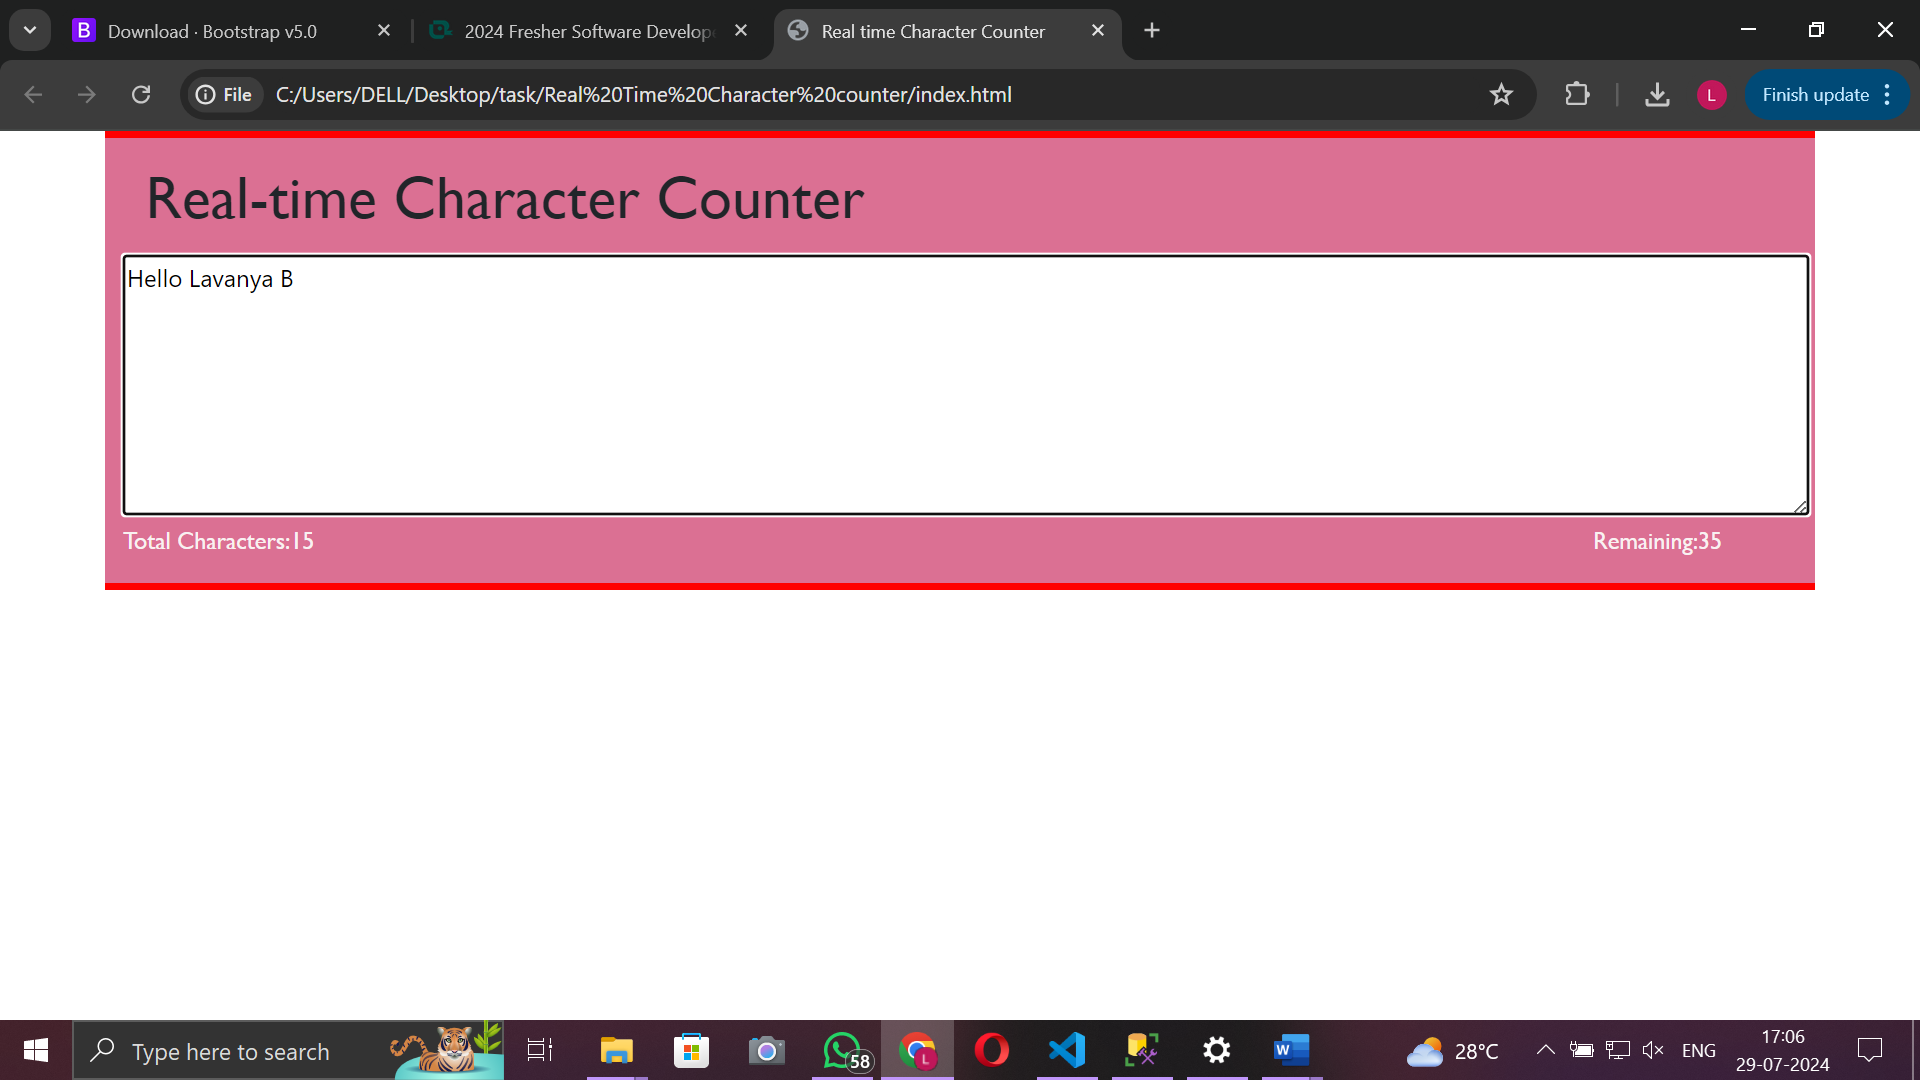 Download · Bootstrap v5.0
2024 Fresher Software Develop
Real time Character Counter
File
C:/Users/DELL/Desktop/task/Real%20Time%20Character%20counter/index.html
L
Finish update
Real-time Character Counter
Hello Lavanya B
Total Characters:15
Remaining:35
Type here to search
58
L
W
28°C
ENG
17:06
29-07-2024